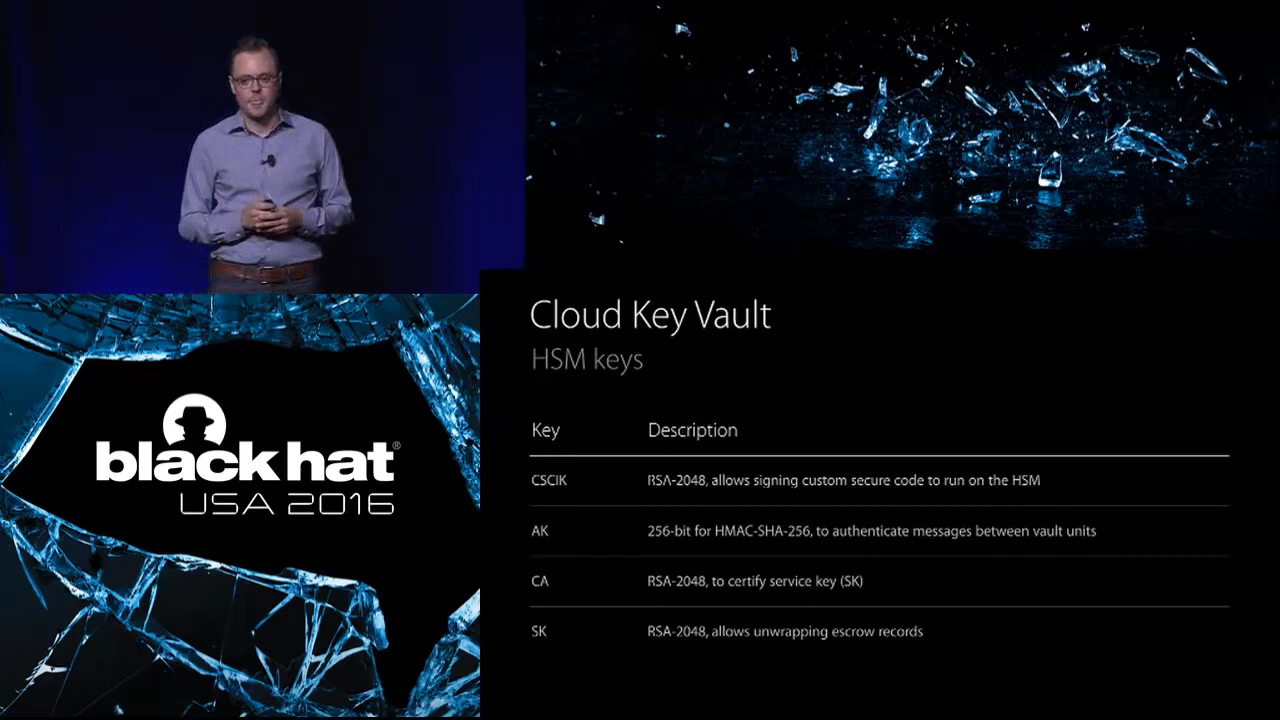 black hat®
USA 2016
Cloud Key Vault
HSM keys
Key Description
CSCIK RSA-2048, allows signing custom secure code to run on the HSM
AK 256-bit for HMAC-SHA-256, to authenticate messages between vault units
CA RSA-2048, to certify service key (SK)
SK RSA-2048, allows unwrapping escrow records